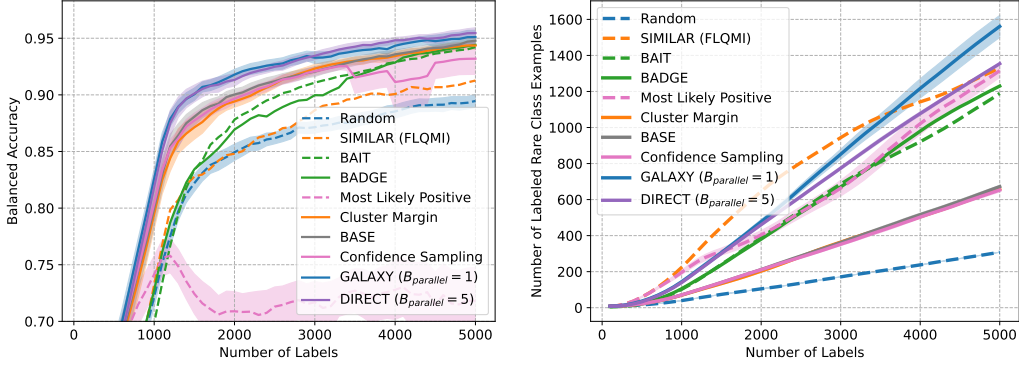 0.95
0.90
0.85
0.80
0.75
0.70
Balanced Accuracy
0
1000
2000
3000
4000
5000
Number of Labels
Random
SIMILAR (FLQMI)
BAIT
BADGE
Most Likely Positive
Cluster Margin
BASE
Confidence Sampling
GALAXY (B_parallel = 1)
DIRECT (B_parallel = 5)
1600
1400
1200
1000
800
600
400
200
0
Number of Labeled Rare Class Examples
0
1000
2000
3000
4000
5000
Number of Labels
Random
SIMILAR (FLQMI)
BAIT
BADGE
Most Likely Positive
Cluster Margin
BASE
Confidence Sampling
GALAXY (B_parallel = 1)
DIRECT (B_parallel = 5)